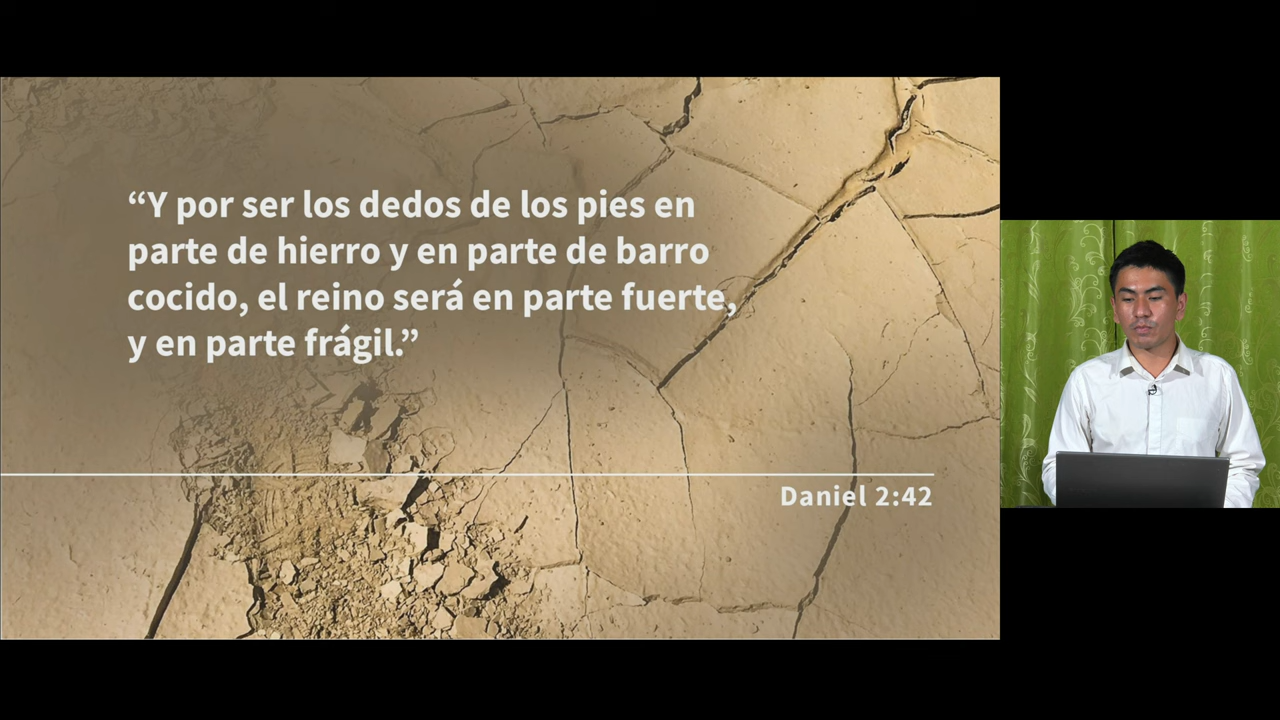 “Y por ser los dedos de los pies en
parte de hierro y en parte de barro
cocido, el reino será en parte fuerte,
y en parte frágil.”
Daniel 2:42